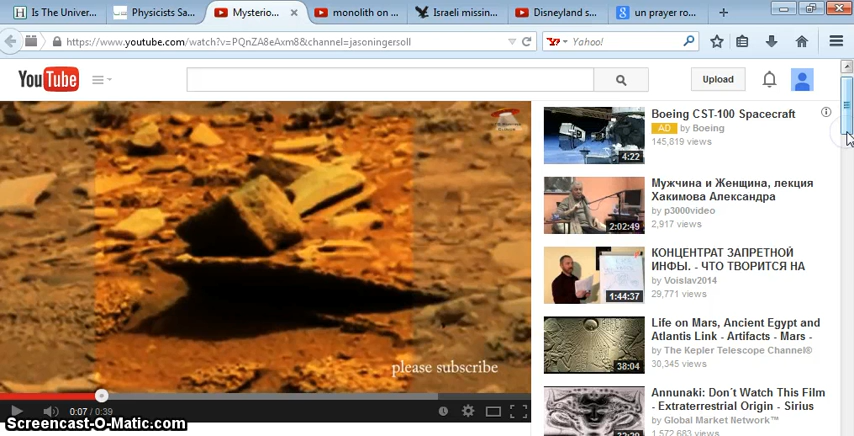 Is The Univer...
Physicists Sa...
Mysterio...
monolith on ...
Israeli missin...
Disneyland s...
un prayer ro...
https://www.youtube.com/watch?v=PQnZA8eAxm8&channel=jasoningersoll
Yahoo!
YouTube
Upload
please subscribe
0:07 / 0:39
Screencast-O-Matic.com
Boeing CST-100 Spacecraft
AD by Boeing
145,819 views
4:22
Мужчина и Женщина, лекция
Хакимова Александра
by p3000video
2,917 views
2:02:49
КОНЦЕНТРАТ ЗАПРЕТНОЙ
ИНФЫ. - ЧТО ТВОРИТСЯ НА
by Voislav2014
29,771 views
1:44:37
Life on Mars, Ancient Egypt and
Atlantis Link - Artifacts - Mars -
by The Kepler Telescope Channel®
30,345 views
38:04
Annunaki: Don´t Watch This Film
- Extraterrestrial Origin - Sirius
by Global Market Network™
1,572,683 views